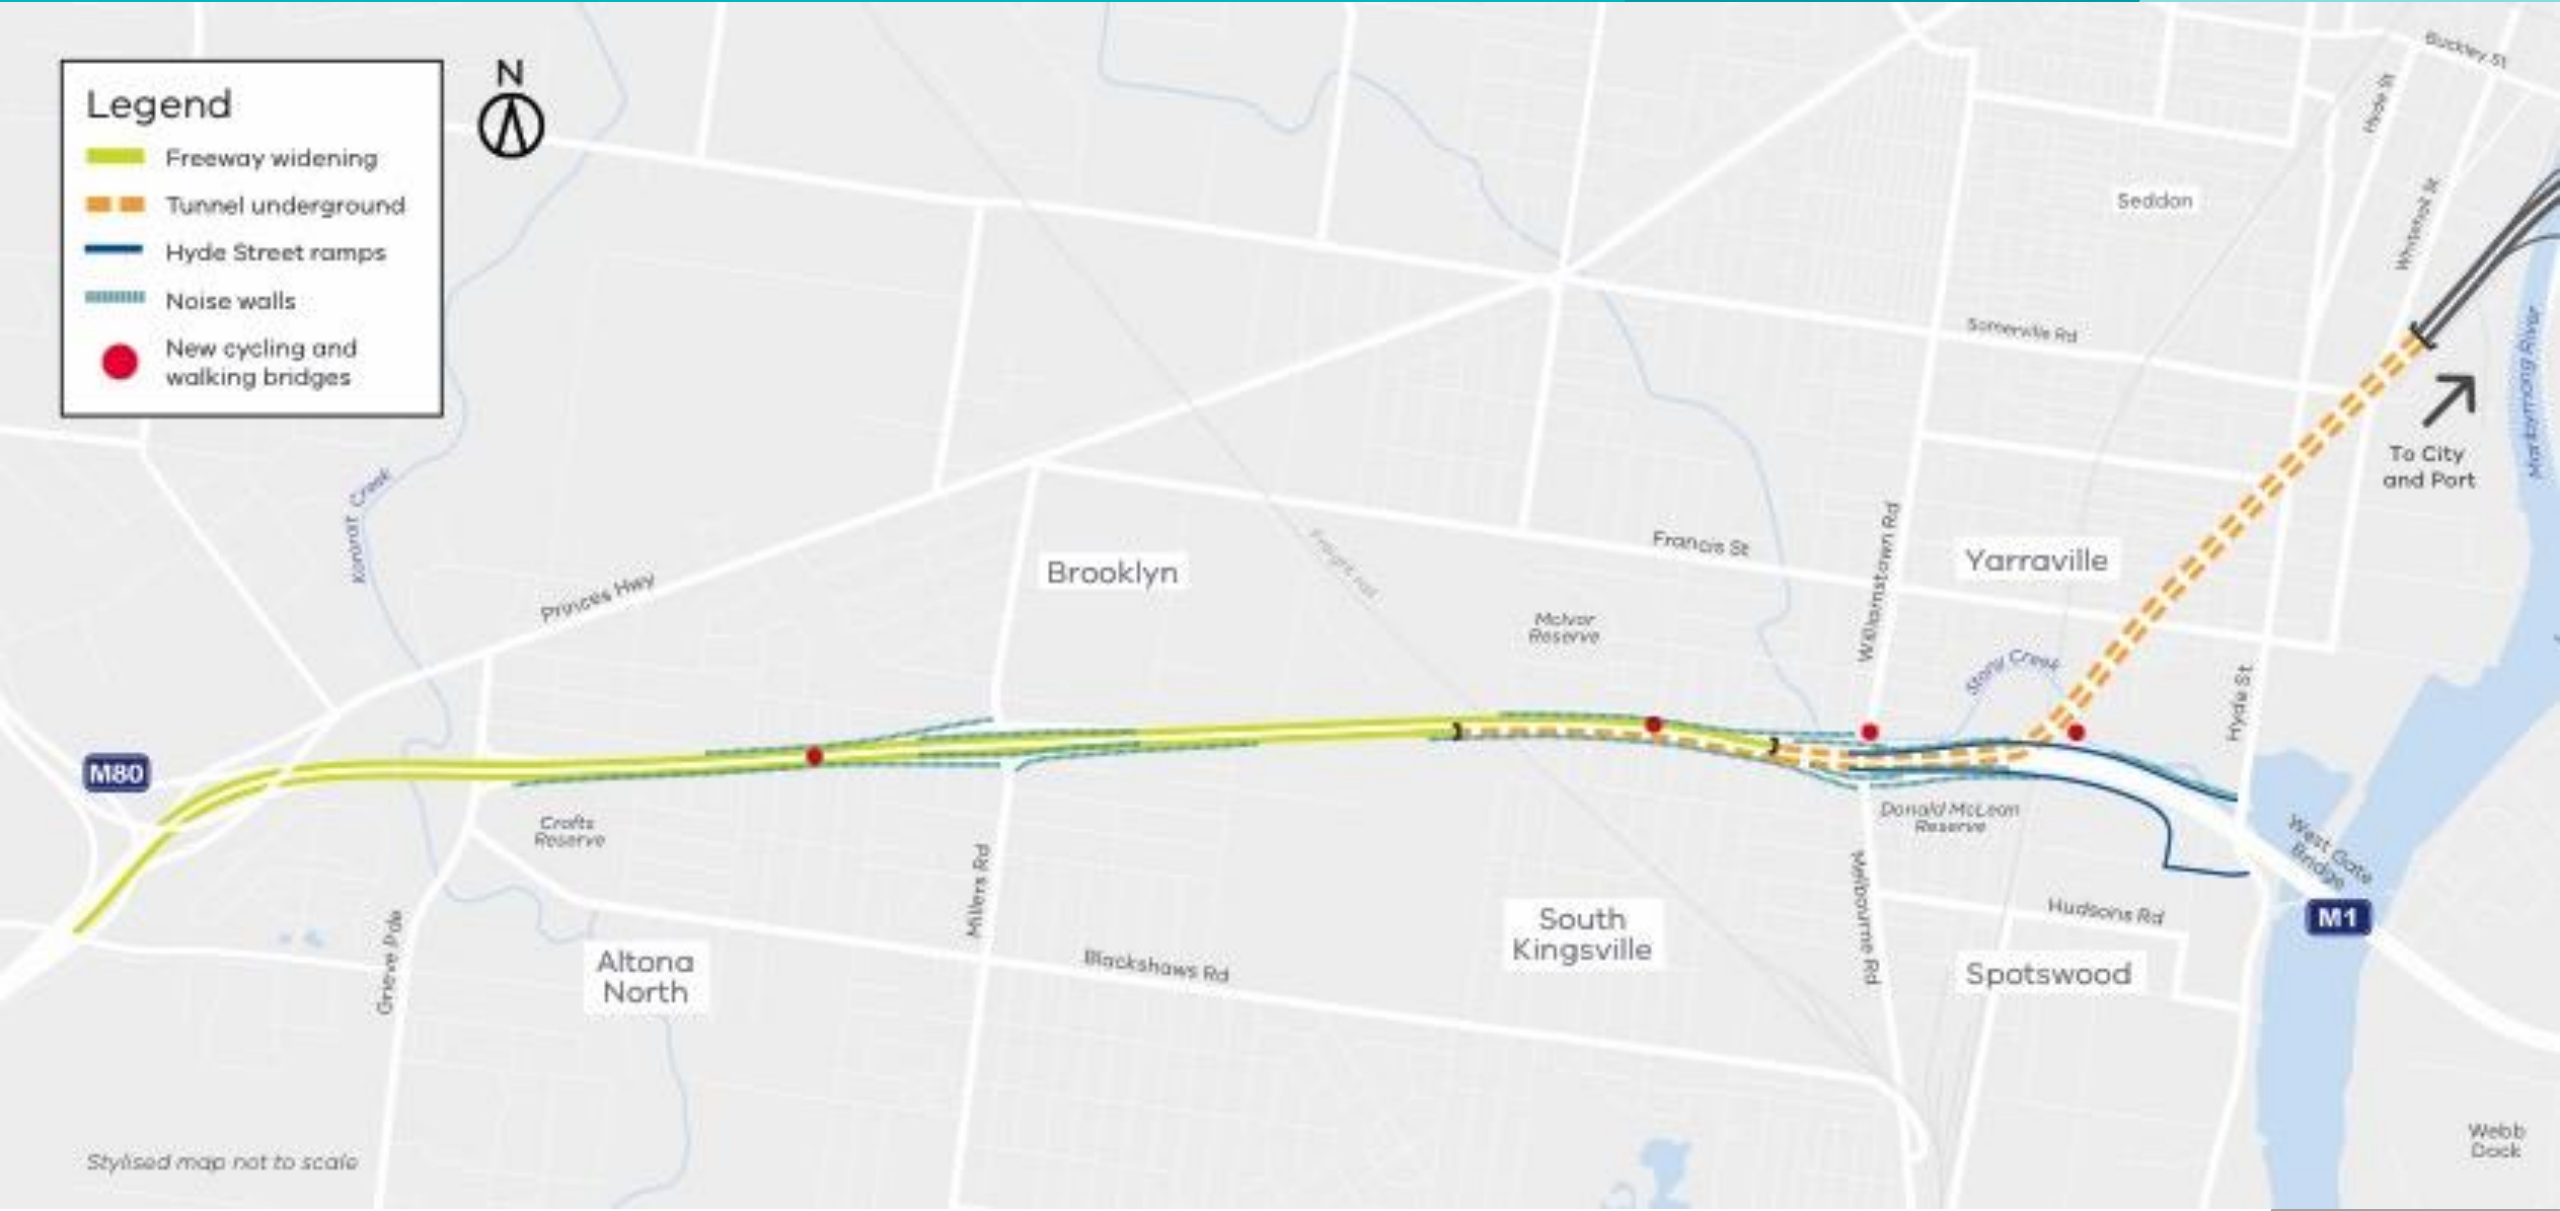 Legend
Freeway widening
Tunnel underground
Hyde Street ramps
Noise walls
New cycling and
walking bridges
N
Buckley St
Hyde St
Whitehall St
Seddon
Somerville Rd
Maribyrnong River
To City
and Port
Kororoit Creek
Princes Hwy
Brooklyn
Freight rail
Francis St
Williamstown Rd
Yarraville
McIvor
Reserve
Stony Creek
Hyde St
M80
Crofts
Reserve
Donald McLean
Reserve
West Gate
Bridge
M1
Millers Rd
Melbourne Rd
Hudsons Rd
Grieve Pde
Altona
North
Blackshaws Rd
South
Kingsville
Spotswood
Webb
Dock
Stylised map not to scale